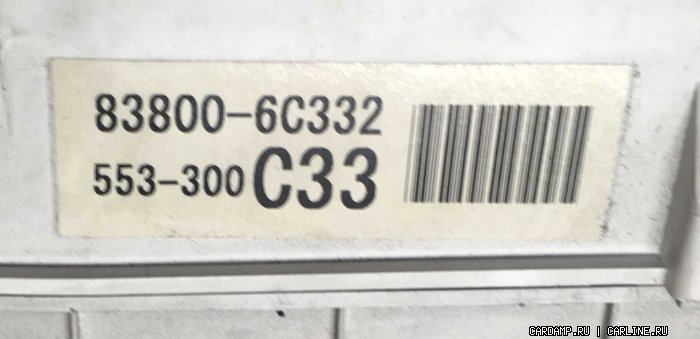 83800-6C332
553-300 C33
CARDAMP.RU | CARLINE.RU